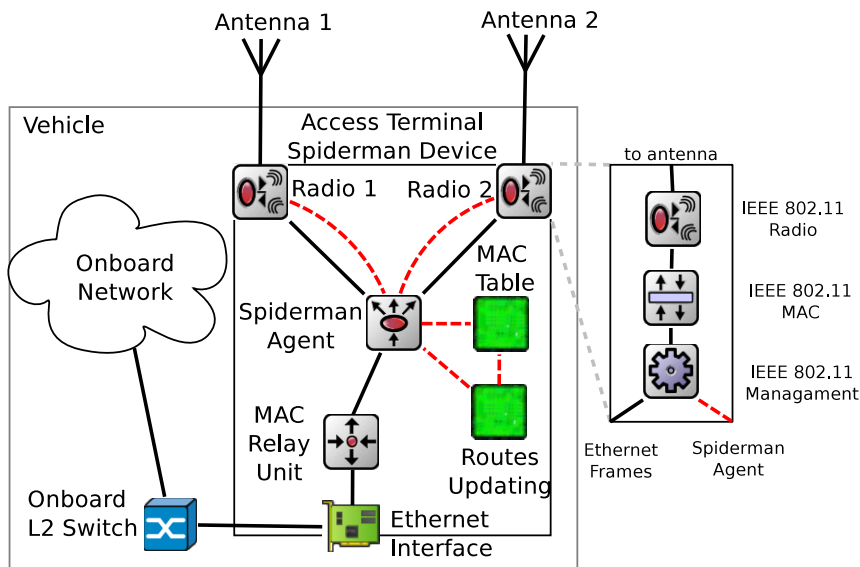 Antenna 1
Antenna 2
Vehicle
Access Terminal
Spiderman Device
Radio 1
Radio 2
to antenna
IEEE 802.11
Radio
Onboard
Network
MAC
Table
Spiderman
Agent
IEEE 802.11
MAC
IEEE 802.11
Managament
MAC
Relay
Unit
Routes
Updating
Ethernet
Frames
Spiderman
Agent
Onboard
L2 Switch
Ethernet
Interface